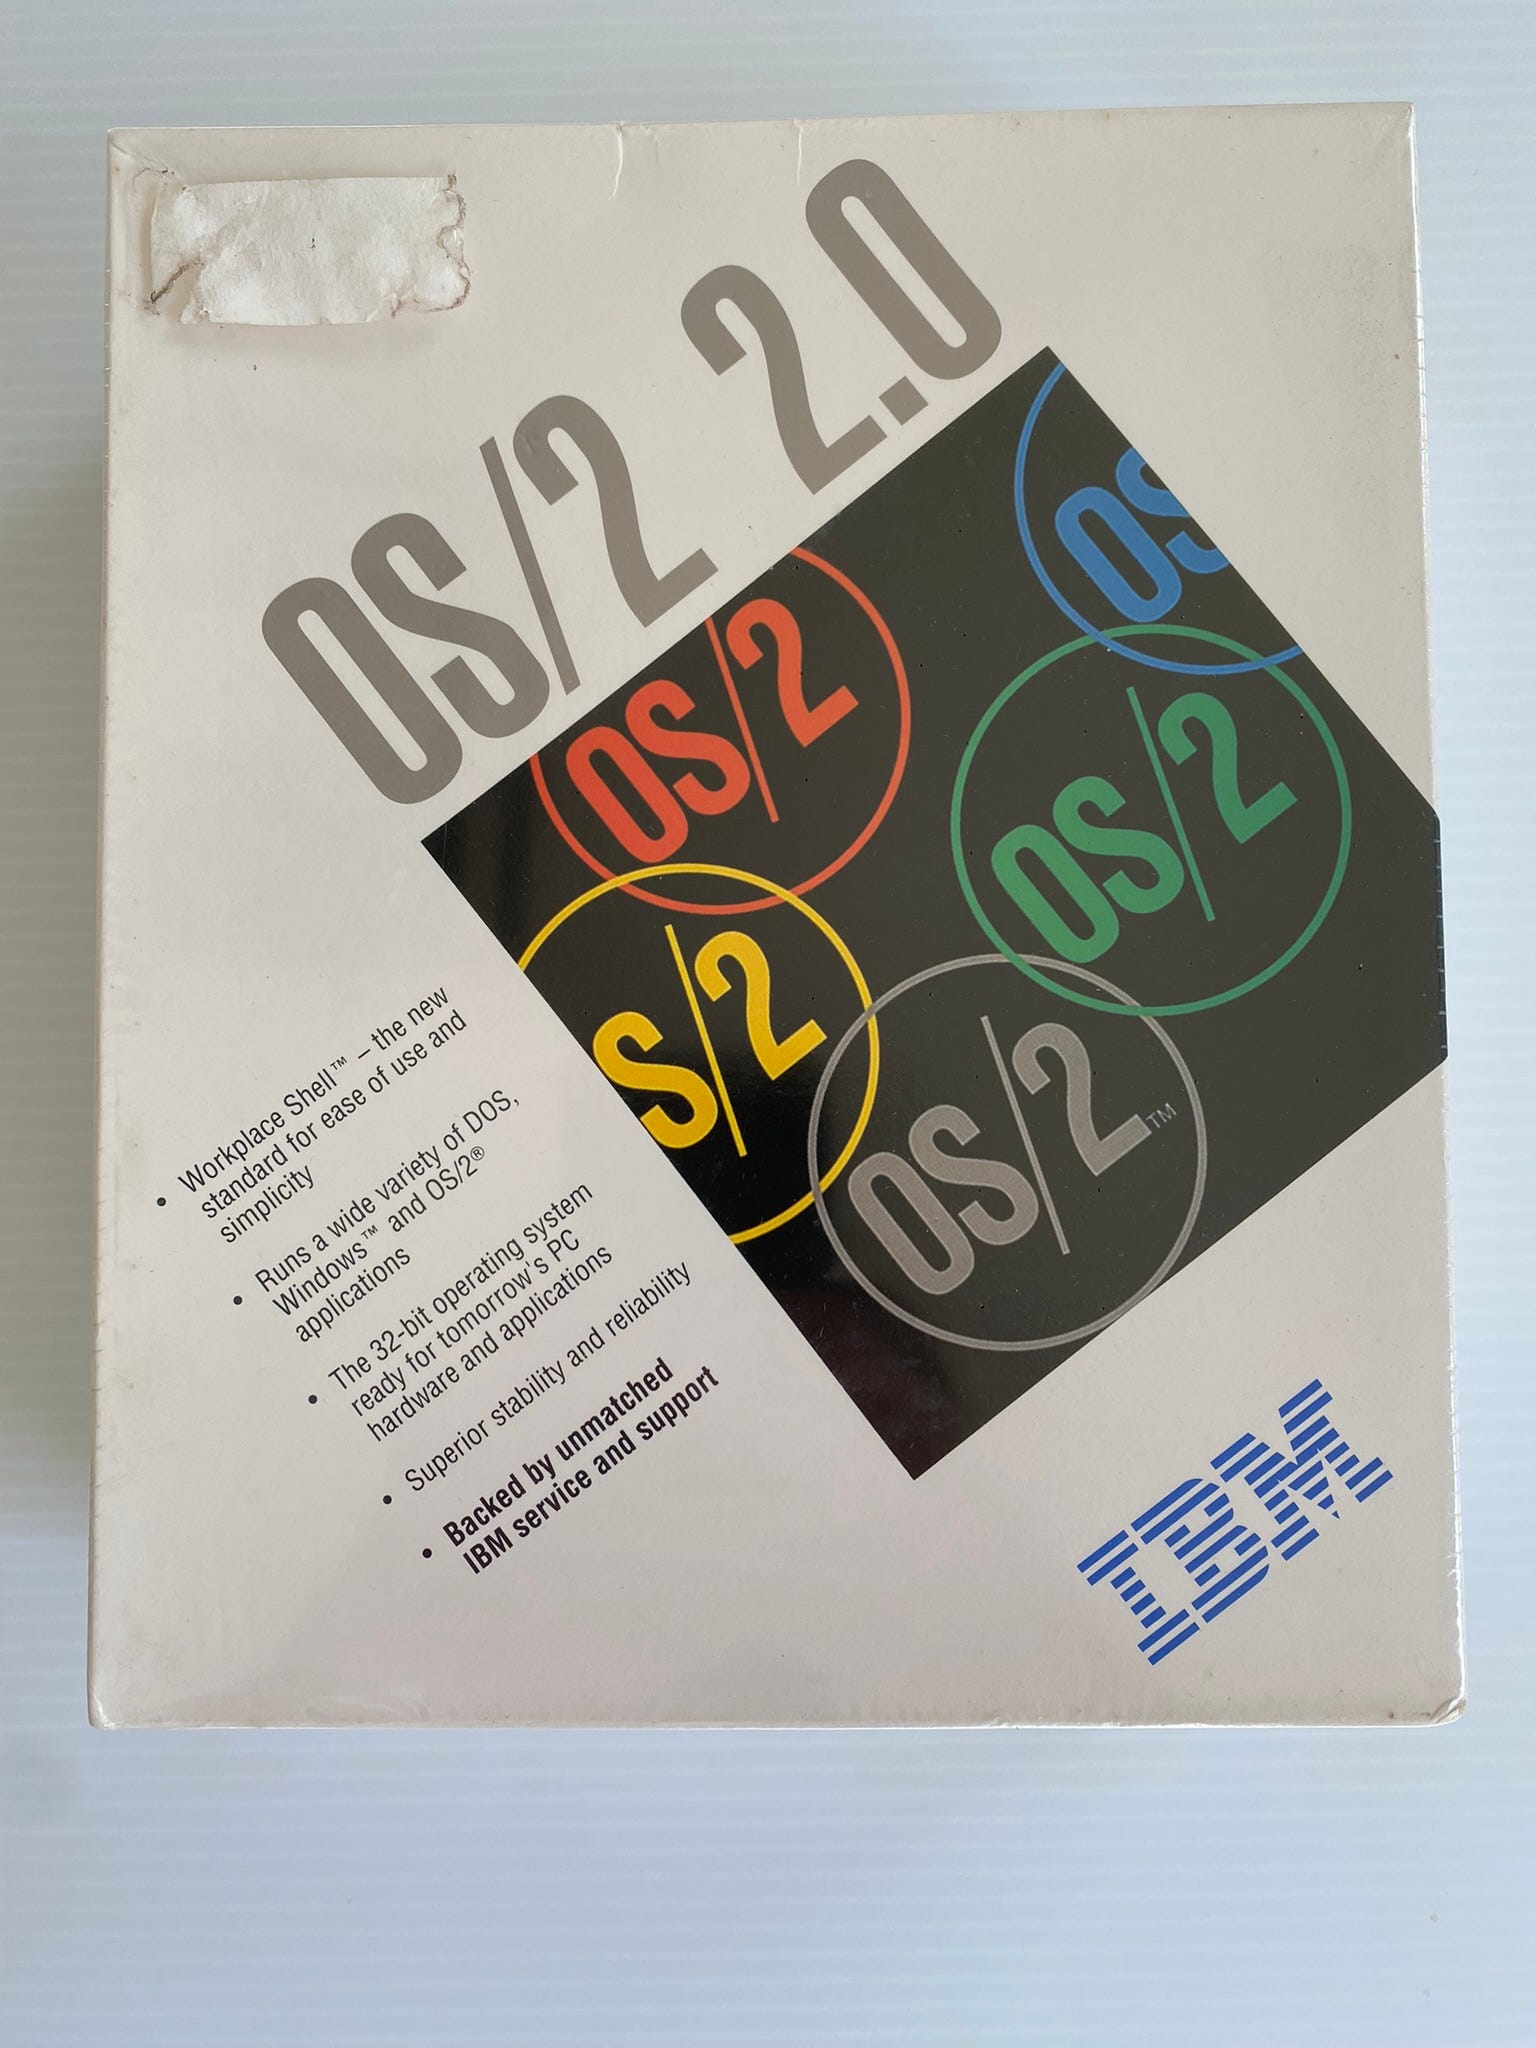 OS/2 2.0
OS
OS/2
OS/2
S/2
OS/2™
• Workplace Shell™ – the new
standard for ease of use and
simplicity
• Runs a wide variety of DOS,
Windows™ and OS/2®
applications
• The 32-bit operating system
ready for tomorrow's PC
hardware and applications
• Superior stability and reliability
• Backed by unmatched
IBM service and support
IBM